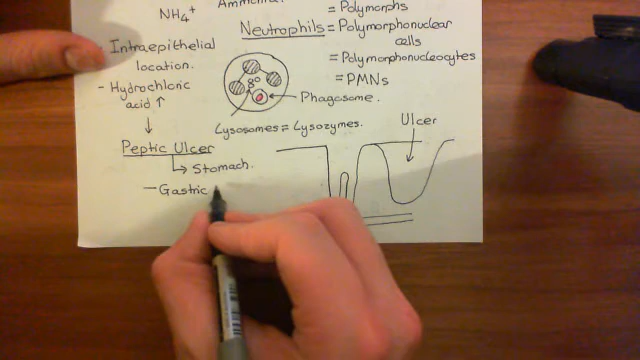 NH4+
= Polymorphs
Neutrophils = Polymorphonuclear
cells
= Polymorphonucleocytes
= PMNs
Intraepithelial
location.
- Hydrochloric
acid ↑
Phagosome.
Lysosomes = Lysozymes.
Ulcer
Peptic Ulcer
→ Stomach.
- Gastric